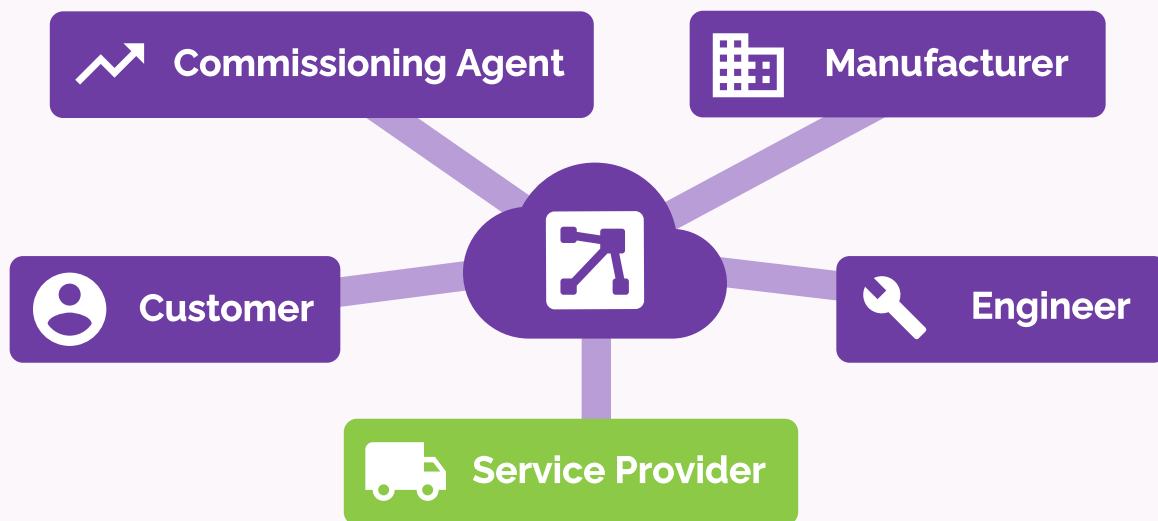 Commissioning Agent
Manufacturer
Customer
Engineer
Service Provider